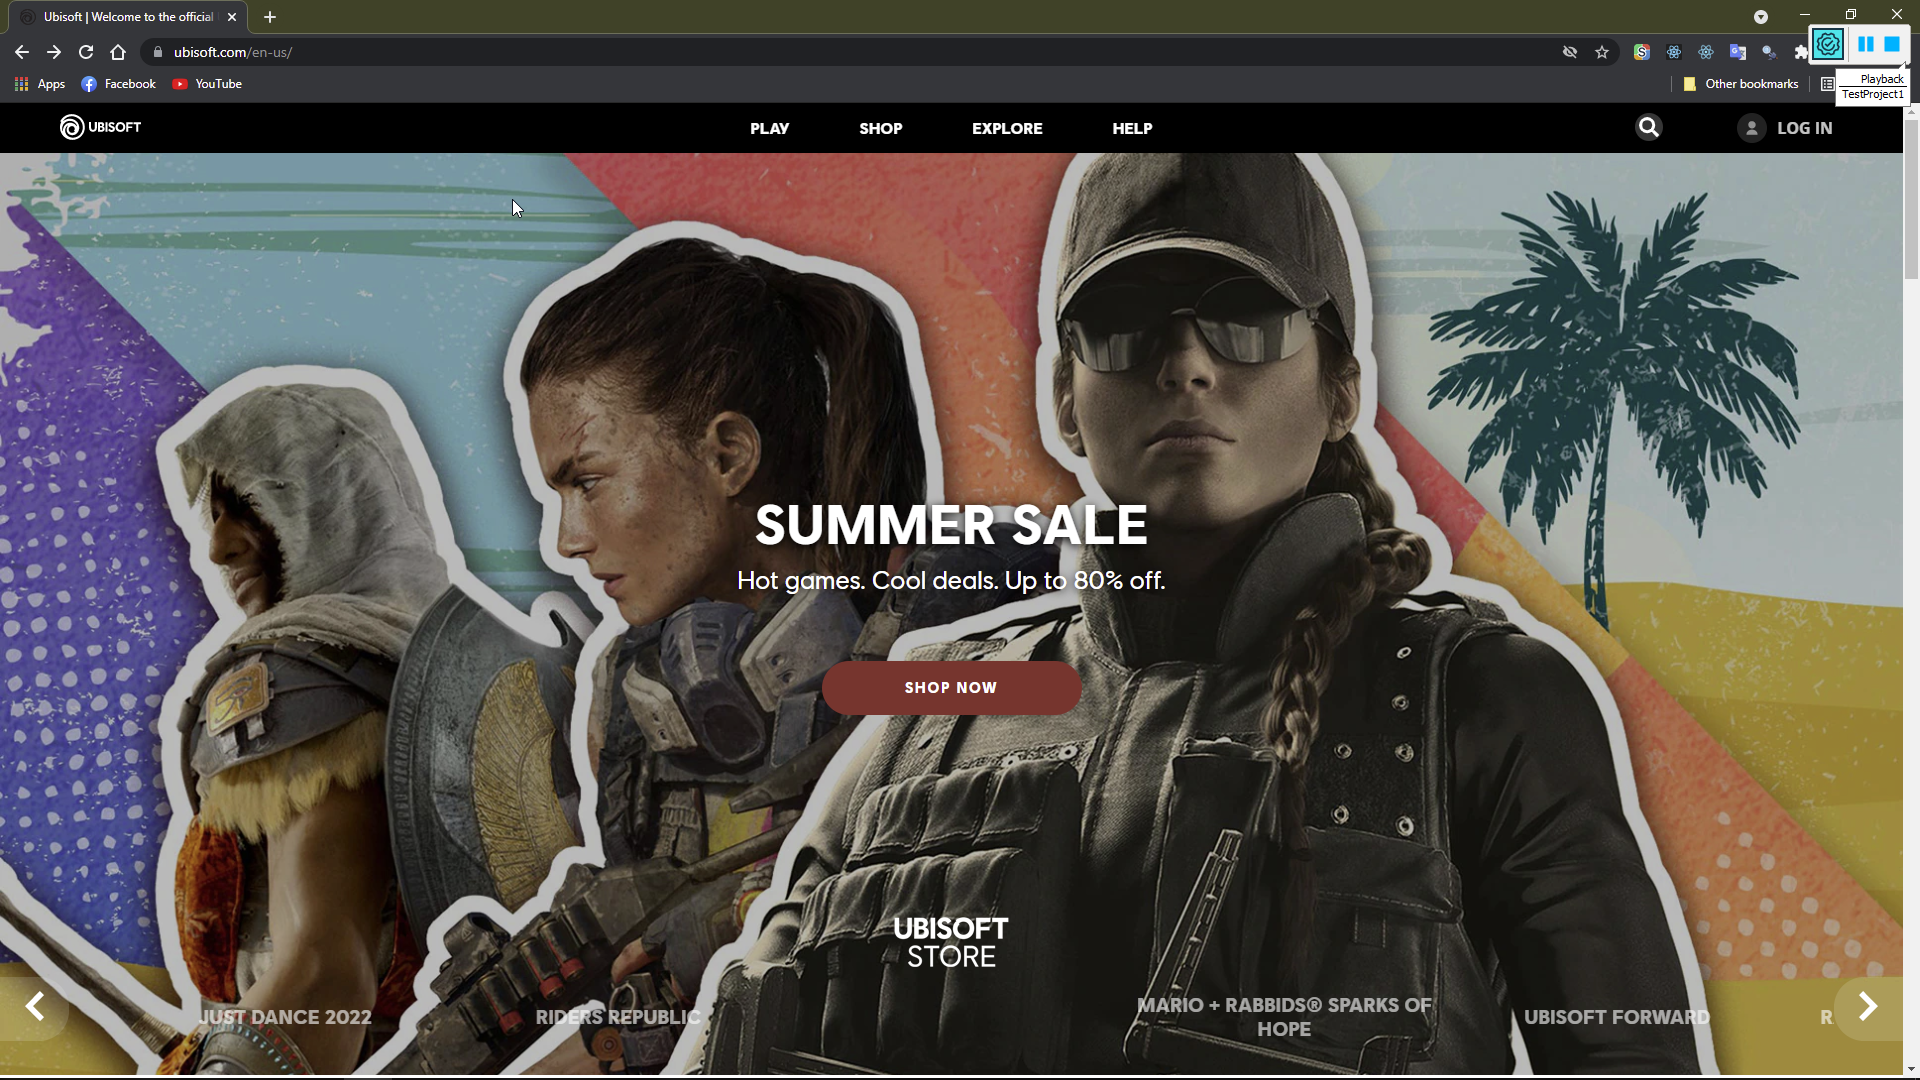 Ubisoft | Welcome to the official
ubisoft.com/en-us/
Playback
TestProject1
Apps
Facebook
YouTube
Other bookmarks
UBISOFT
PLAY
SHOP
EXPLORE
HELP
LOG IN
SUMMER SALE
Hot games. Cool deals. Up to 80% off.
SHOP NOW
UBISOFT
STORE
JUST DANCE 2022
RIDERS REPUBLIC
MARIO + RABBIDS® SPARKS OF
HOPE
UBISOFT FORWARD
R